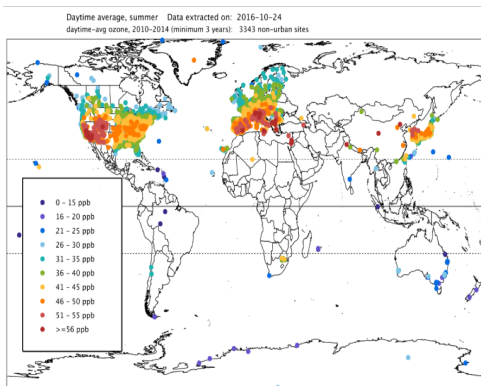 Daytime average, summer Data extracted on: 2016-10-24
daytime-avg ozone, 2010-2014 (minimum 3 years): 3343 non-urban sites
0 - 15 ppb
16 - 20 ppb
21 - 25 ppb
26 - 30 ppb
31 - 35 ppb
36 - 40 ppb
41 - 45 ppb
46 - 50 ppb
51 - 55 ppb
>=56 ppb